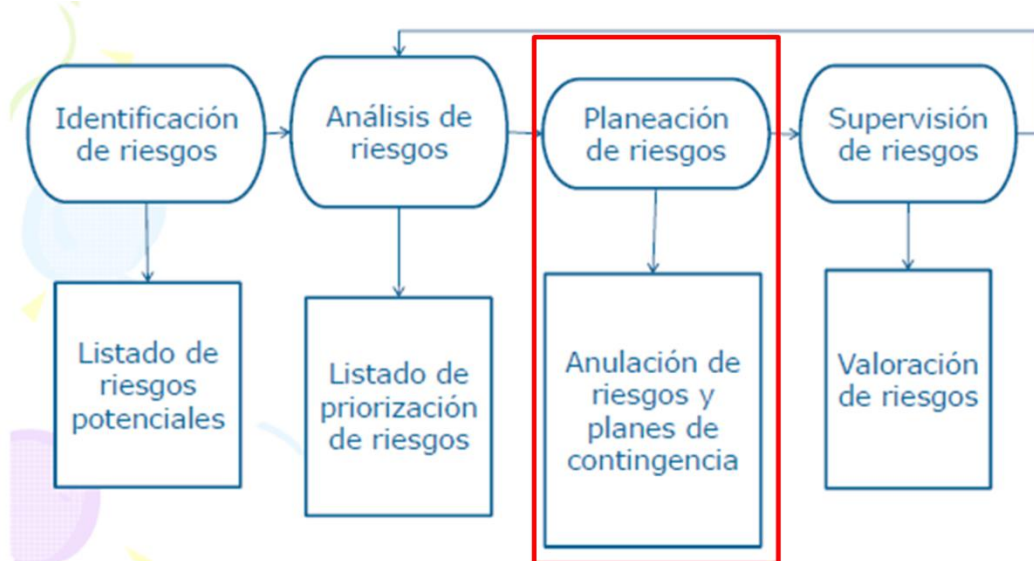 Identificación
de riesgos
Análisis de
riesgos
Planeación
de riesgos
Supervisión
de riesgos
Listado de
riesgos
potenciales
Listado de
priorización
de riesgos
Anulación de
riesgos y
planes de
contingencia
Valoración
de riesgos